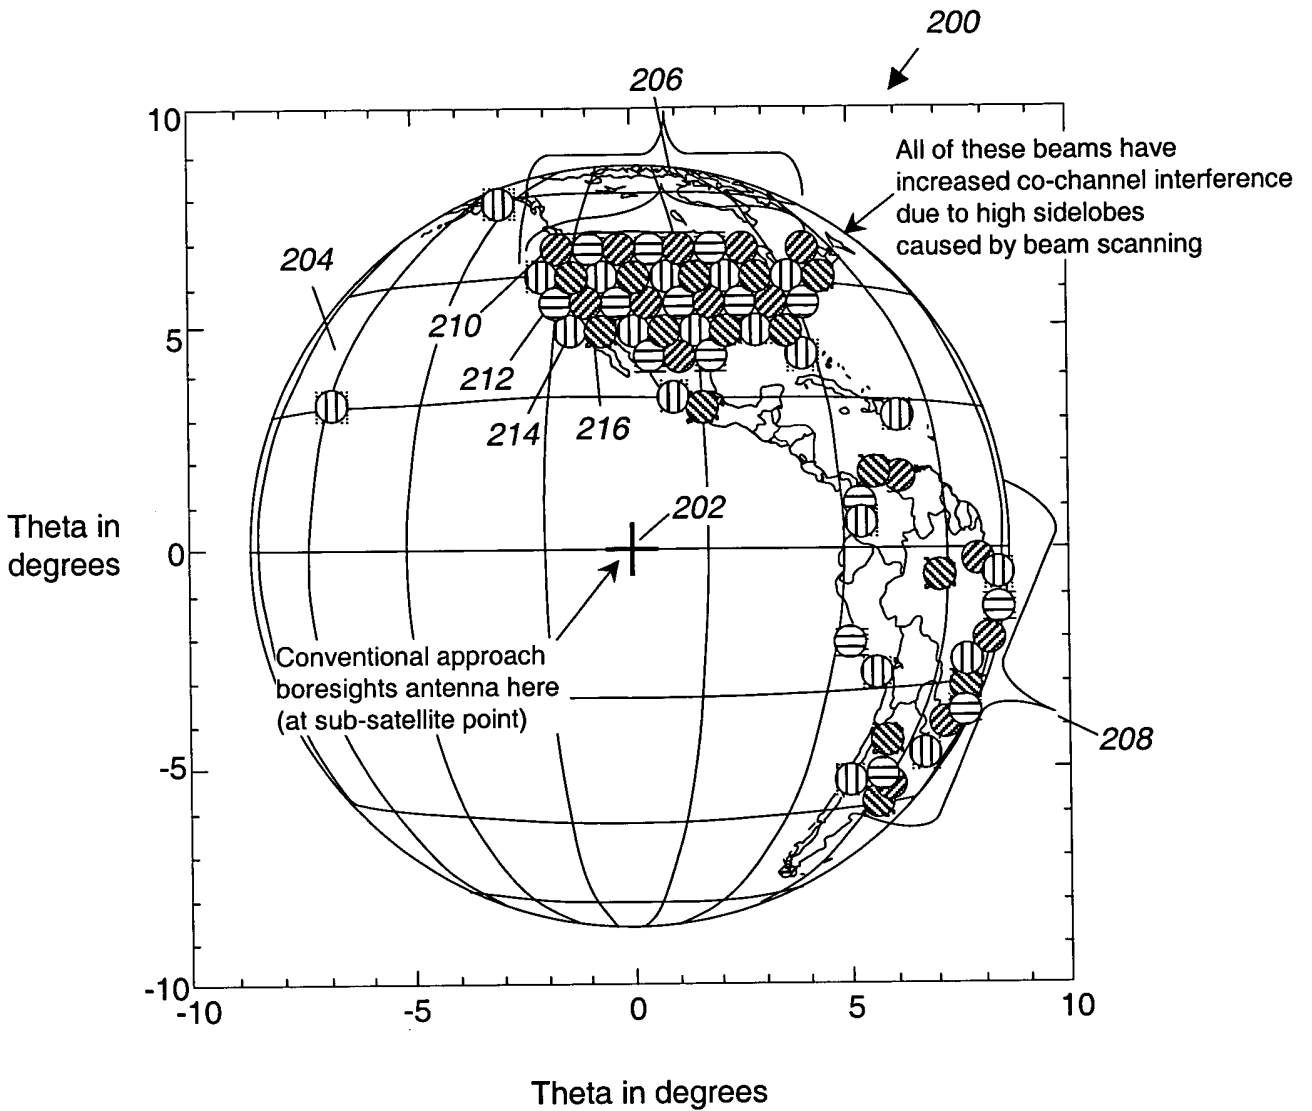 200
206
10
All of these beams have
increased co-channel interference
due to high sidelobes
caused by beam scanning
204
210
5
212
214
216
202
Theta in
degrees
0
Conventional approach
boresights antenna here
(at sub-satellite point)
208
-5
-10
-10
-5
0
5
10
Theta in degrees